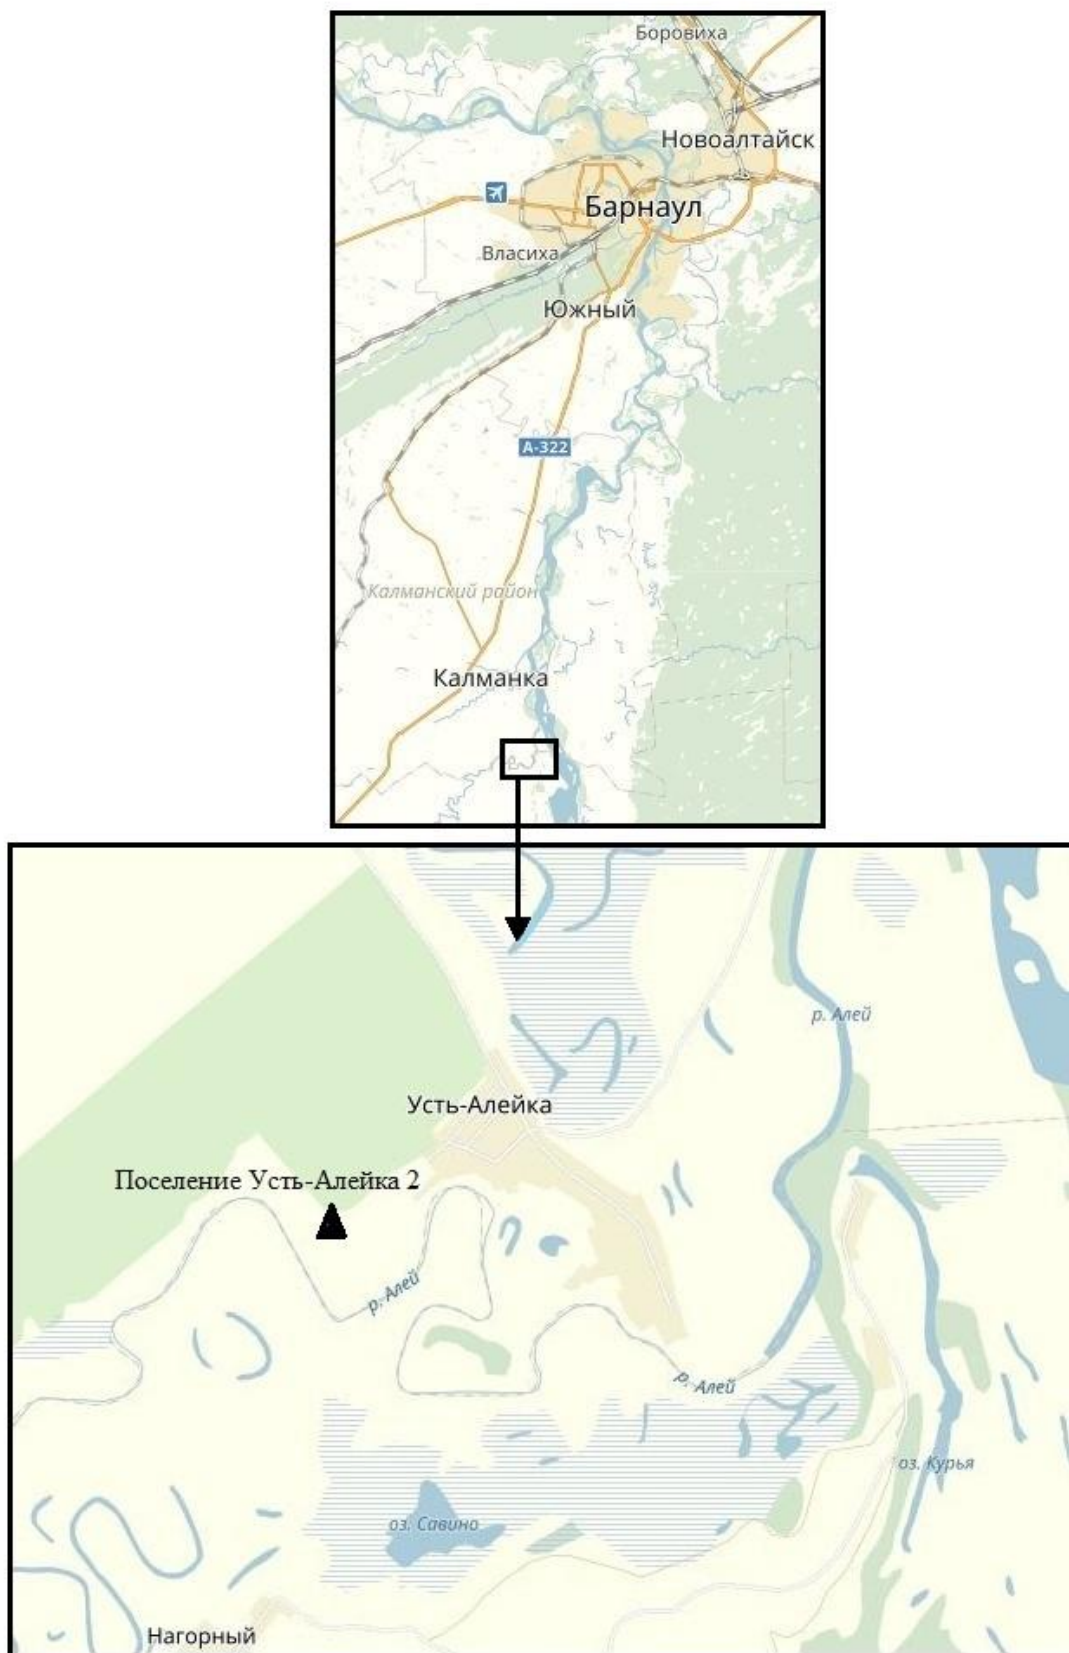 Боровиха
Новоалтайск
Барнаул
Власиха
Южный
А-322
Калманский район
Калманка
р. Алей
Усть-Алейка
Поселение Усть-Алейка 2
р. Алей
р. Алей
оз. Курья
оз. Савино
Нагорный